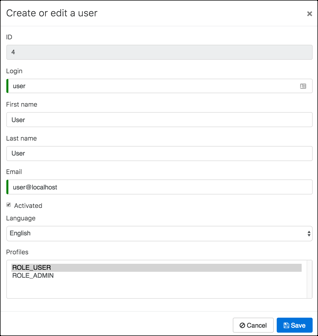 Create or edit a user ×
ID
4
Login
user
First name
User
Last name
User
Email
user@localhost
Activated
Language
English
Profiles
ROLE_USER
ROLE_ADMIN
Cancel Save